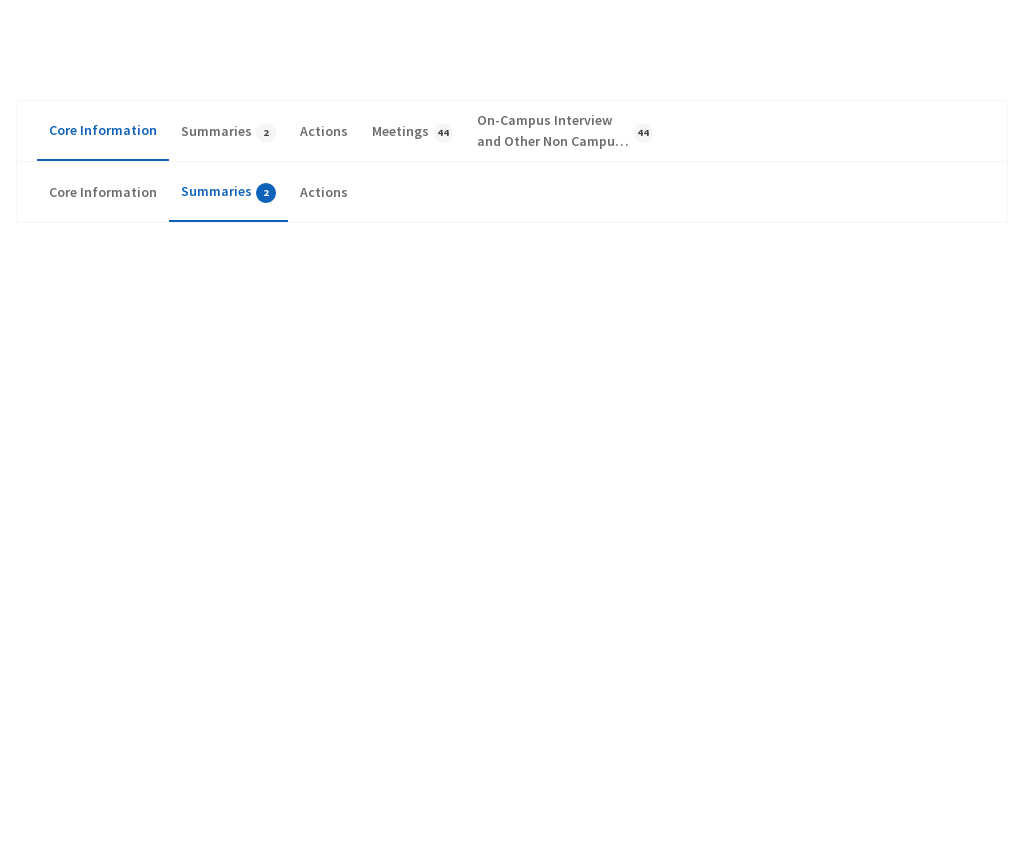 Core Information Summaries 2 Actions Meetings 44 On-Campus Interview
and Other Non Campu… 44
Core Information Summaries 2 Actions